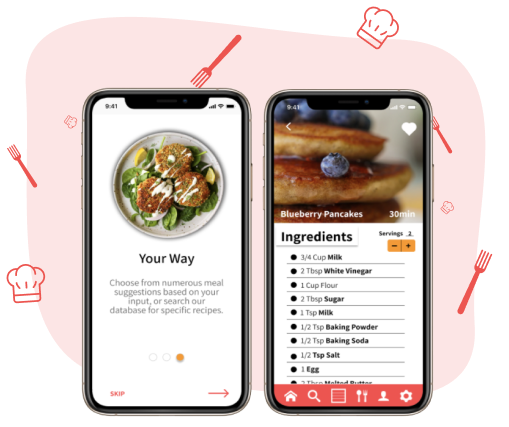 9:41
Your Way
Choose from numerous meal
suggestions based on your
input, or search our
database for specific recipes.
SKIP
9:41
Blueberry Pancakes 30min
Ingredients
Servings 2
- +
3/4 Cup Milk
2 Tbsp White Vinegar
1 Cup Flour
2 Tbsp Sugar
1 Tsp Milk
1/2 Tsp Baking Powder
1/2 Tsp Baking Soda
1/2 Tsp Salt
1 Egg
2 Tbsp Melted Butter